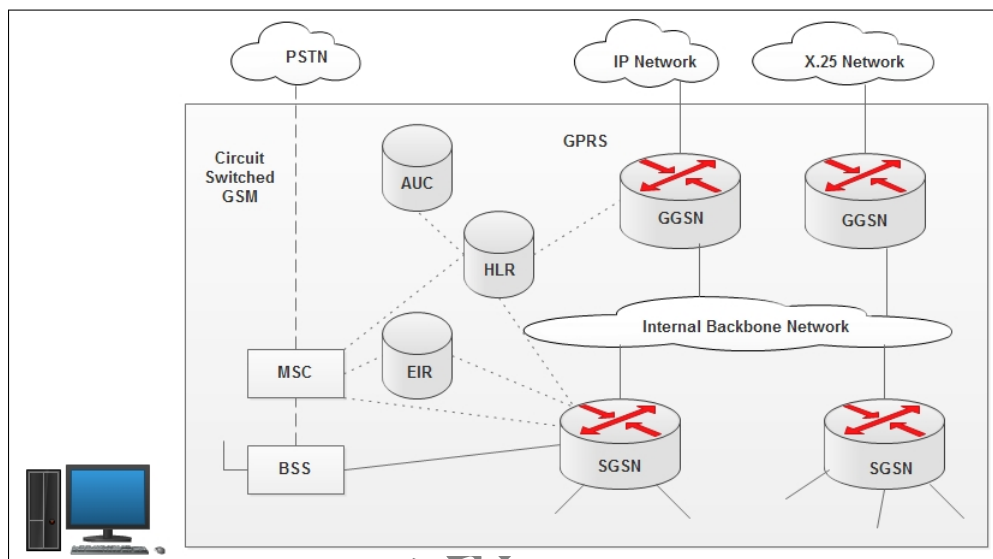 PSTN
IP Network
X.25 Network
Circuit
Switched
GSM
GPRS
AUC
GGSN
GGSN
HLR
Internal Backbone Network
MSC
EIR
BSS
SGSN
SGSN